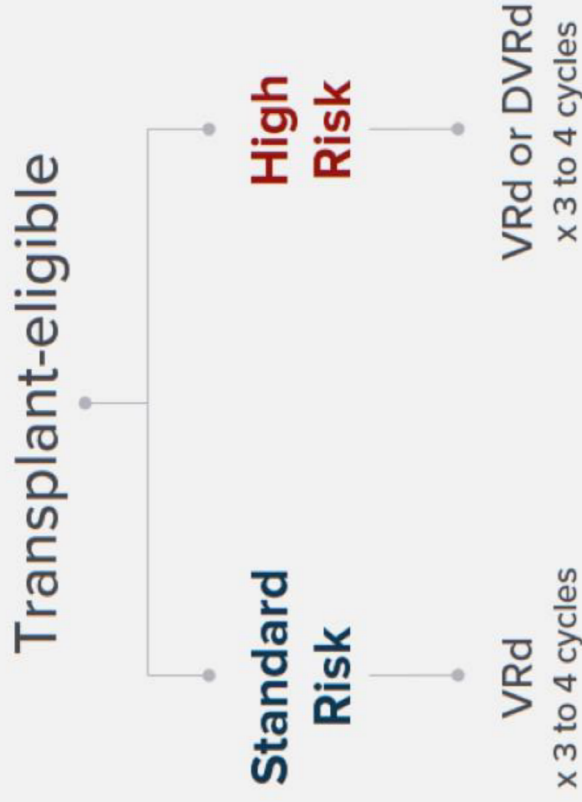 Transplant-eligible
Standard
Risk
VRd
x 3 to 4 cycles
High
Risk
VRd or DVRd
x 3 to 4 cycles